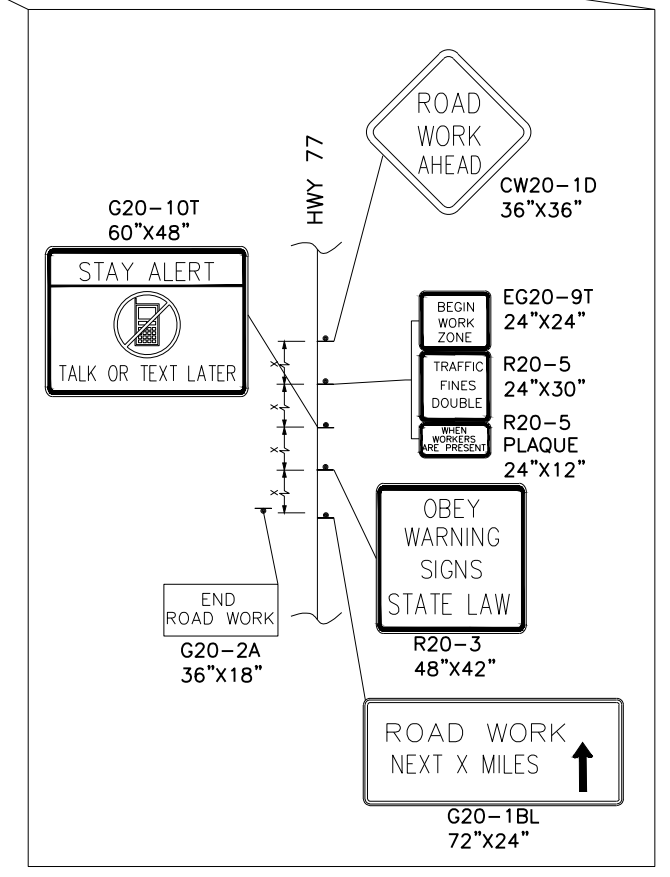 ROAD
WORK
AHEAD
CW20-1D
36"X36"
HWY 77
G20-10T
60"X48"
STAY ALERT
TALK OR TEXT LATER
BEGIN
WORK
ZONE
EG20-9T
24"X24"
TRAFFIC
FINES
DOUBLE
R20-5
24"X30"
WHEN
WORKERS
ARE PRESENT
R20-5
PLAQUE
24"X12"
X
X
X
X
OBEY
WARNING
SIGNS
STATE LAW
R20-3
48"X42"
END
ROAD WORK
G20-2A
36"X18"
ROAD WORK
NEXT X MILES
G20-1BL
72"X24"